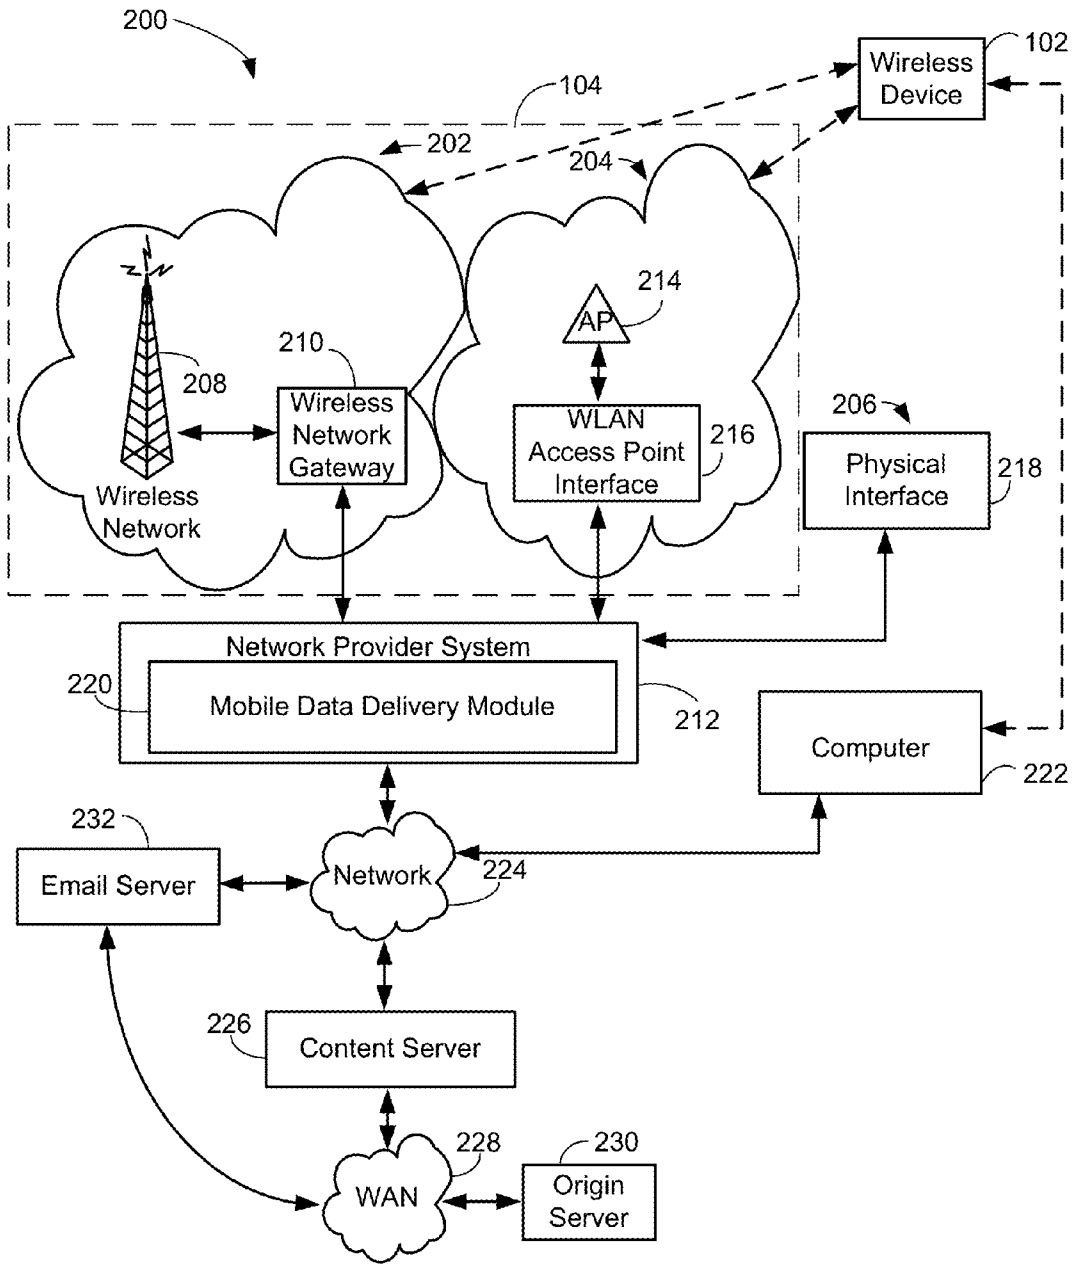 200
102
Wireless
Device
104
202
204
214
AP
210
208
Wireless
Network
Gateway
WLAN
Access Point
Interface
216
206
Physical
Interface
218
Wireless
Network
Network Provider System
220
Mobile Data Delivery Module
212
Computer
222
232
Email Server
Network
224
226
Content Server
228
WAN
230
Origin
Server